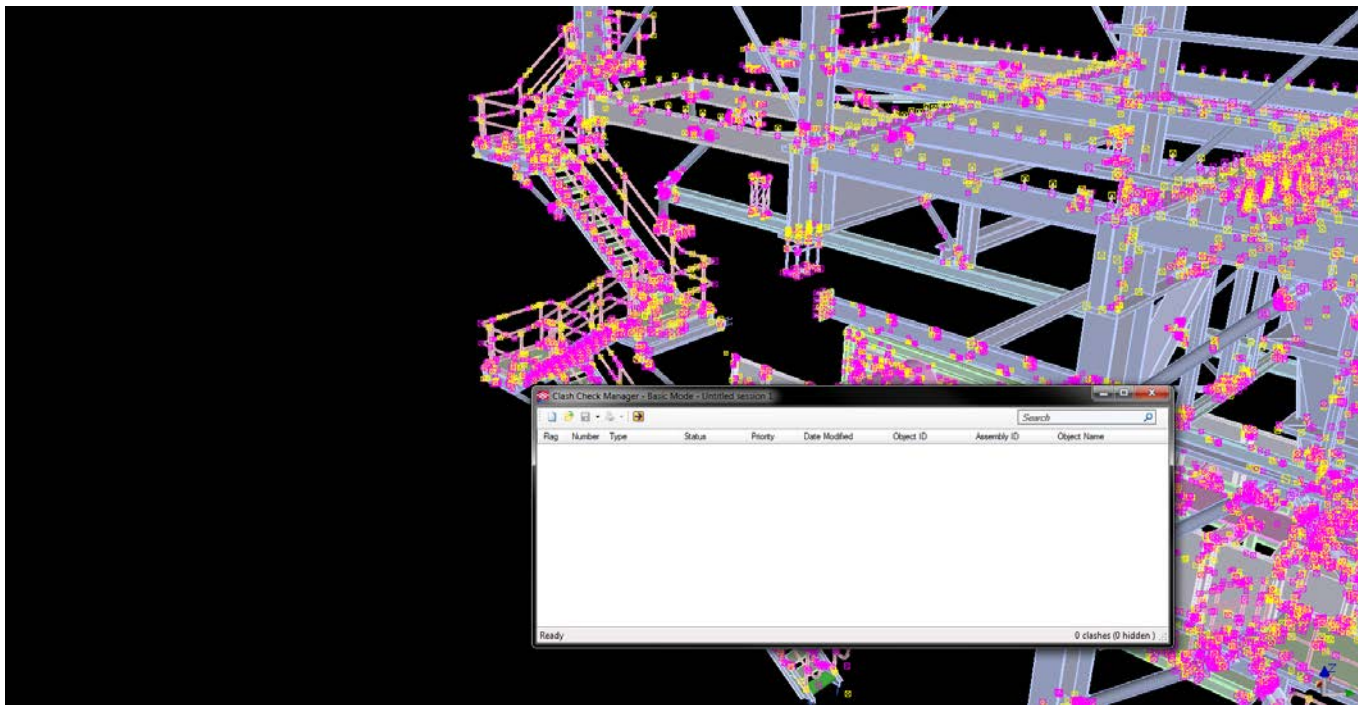 Clash Check Manager - Basic Mode - Untitled session 1
Search
Flag Number Type Status Priority Date Modified Object ID Assembly ID Object Name
Ready 0 clashes (0 hidden )
Z